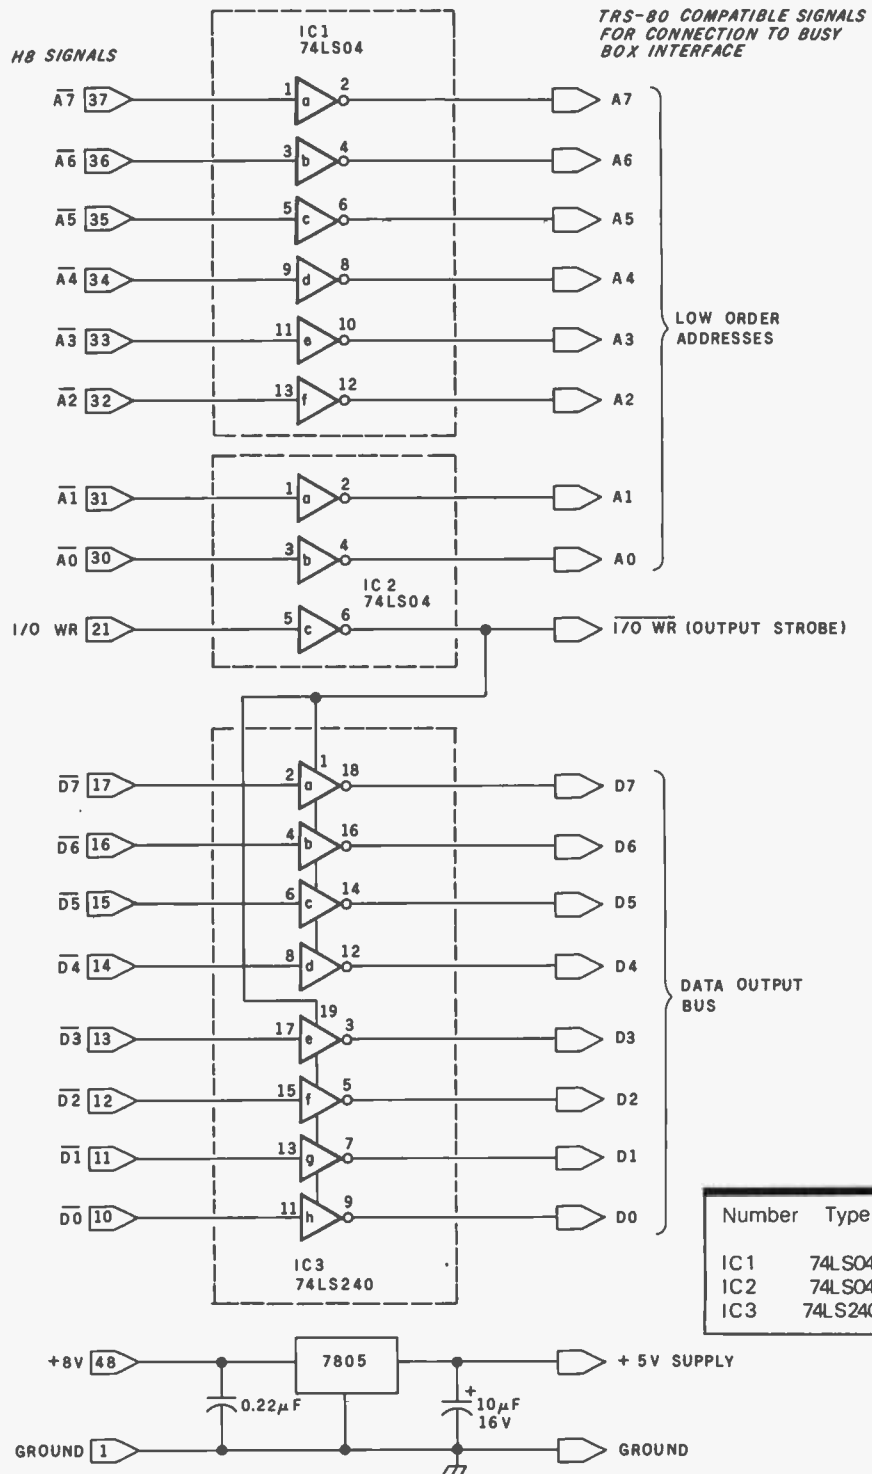 H8 SIGNALS
IC1
74LS04
TRS-80 COMPATIBLE SIGNALS
FOR CONNECTION TO BUSY
BOX INTERFACE
A7 37 1 a 2 A7
A6 36 3 b 4 A6
A5 35 5 c 6 A5
A4 34 9 d 8 A4
A3 33 11 e 10 A3
A2 32 13 f 12 A2
LOW ORDER
ADDRESSES
A1 31 1 a 2 A1
A0 30 3 b 4 A0
IC2
74LS04
I/O WR 21 5 c 6 I/O WR (OUTPUT STROBE)
1
D7 17 2 a 18 D7
D6 16 4 b 16 D6
D5 15 6 c 14 D5
D4 14 8 d 12 D4
DATA OUTPUT
BUS
19
D3 13 17 e 3 D3
D2 12 15 f 5 D2
D1 11 13 g 7 D1
D0 10 11 h 9 D0
IC3
74LS240
Number Type
IC1 74LS04
IC2 74LS04
IC3 74LS240
+8V 48 7805 + 5V SUPPLY
0.22μF
+
10μF
16V
GROUND 1 GROUND